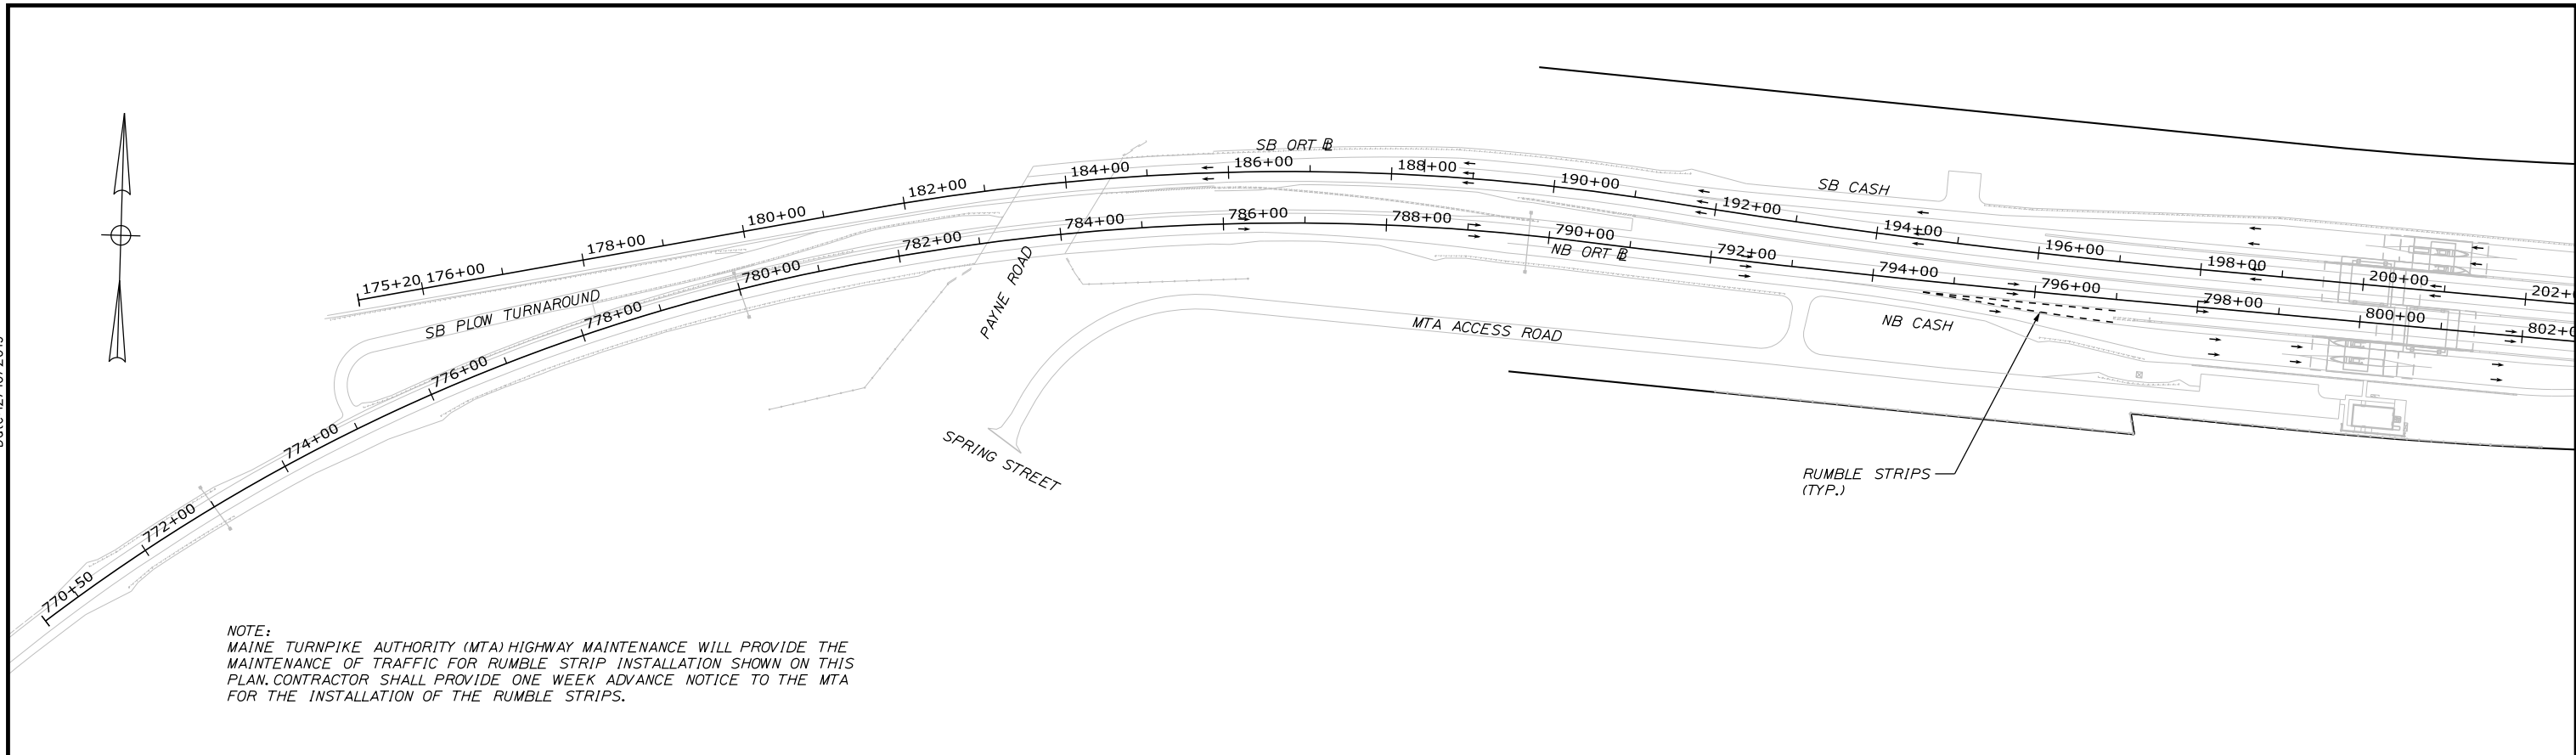 SB ORT BL
184+00
186+00
188+00
190+00
182+00
180+00
178+00
175+20
176+00
192+00
194+00
196+00
198+00
200+00
SB CASH
SB PLOW TURNAROUND
770+50
772+00
774+00
776+00
778+00
780+00
782+00
784+00
786+00
788+00
790+00
792+00
794+00
796+00
798+00
800+00
NB ORT BL
PAYNE ROAD
MTA ACCESS ROAD
NB CASH
SPRING STREET
RUMBLE STRIPS
(TYP.)
NOTE:
MAINE TURNPIKE AUTHORITY (MTA) HIGHWAY MAINTENANCE WILL PROVIDE THE
MAINTENANCE OF TRAFFIC FOR RUMBLE STRIP INSTALLATION SHOWN ON THIS
PLAN. CONTRACTOR SHALL PROVIDE ONE WEEK ADVANCE NOTICE TO THE MTA
FOR THE INSTALLATION OF THE RUMBLE STRIPS.